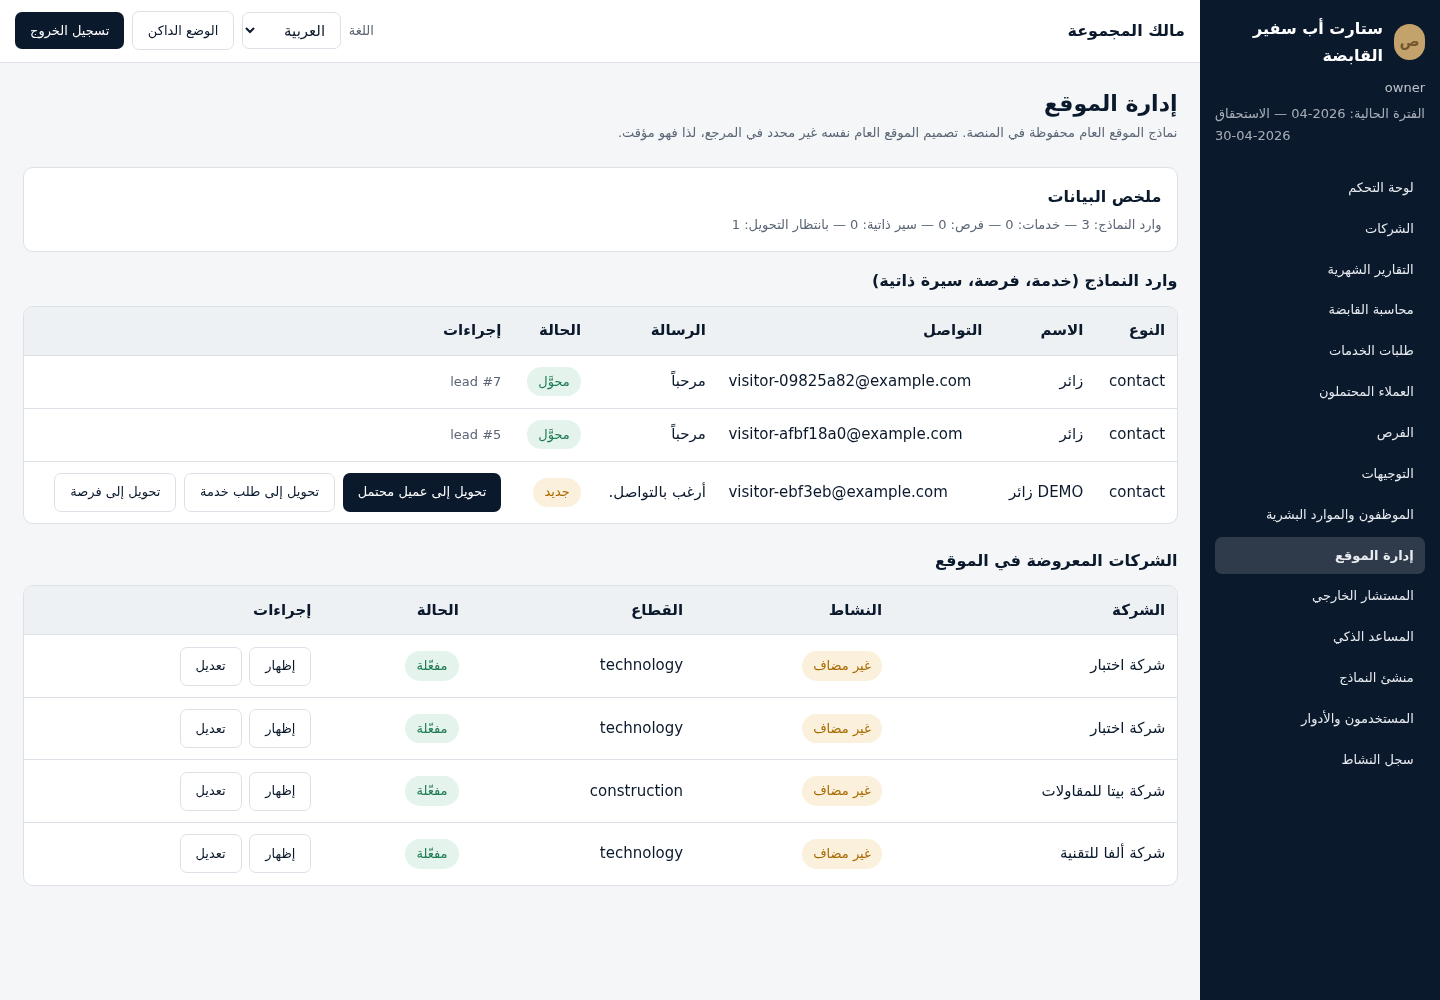 ص
ستارت أب سفير
القابضة
owner
الفترة الحالية: 2026-04 — الاستحقاق
2026-04-30
لوحة التحكم
الشركات
التقارير الشهرية
محاسبة القابضة
طلبات الخدمات
العملاء المحتملون
الفرص
التوجيهات
الموظفون والموارد البشرية
إدارة الموقع
المستشار الخارجي
المساعد الذكي
منشئ النماذج
المستخدمون والأدوار
سجل النشاط
مالك المجموعة
اللغة العربية الوضع الداكن تسجيل الخروج
إدارة الموقع
نماذج الموقع العام محفوظة في المنصة. تصميم الموقع العام نفسه غير محدد في المرجع، لذا فهو مؤقت.
ملخص البيانات
وارد النماذج: 3 — خدمات: 0 — فرص: 0 — سير ذاتية: 0 — بانتظار التحويل: 1
وارد النماذج (خدمة، فرصة، سيرة ذاتية)
النوع الاسم التواصل الرسالة الحالة إجراءات
contact زائر visitor-09825a82@example.com مرحباً محوَّل lead #7
contact زائر visitor-afbf18a0@example.com مرحباً محوَّل lead #5
contact DEMO زائر visitor-ebf3eb@example.com أرغب بالتواصل. جديد تحويل إلى عميل محتمل تحويل إلى طلب خدمة تحويل إلى فرصة
الشركات المعروضة في الموقع
الشركة النشاط القطاع الحالة إجراءات
شركة اختبار غير مضاف technology مفعّلة إظهار تعديل
شركة اختبار غير مضاف technology مفعّلة إظهار تعديل
شركة بيتا للمقاولات غير مضاف construction مفعّلة إظهار تعديل
شركة ألفا للتقنية غير مضاف technology مفعّلة إظهار تعديل